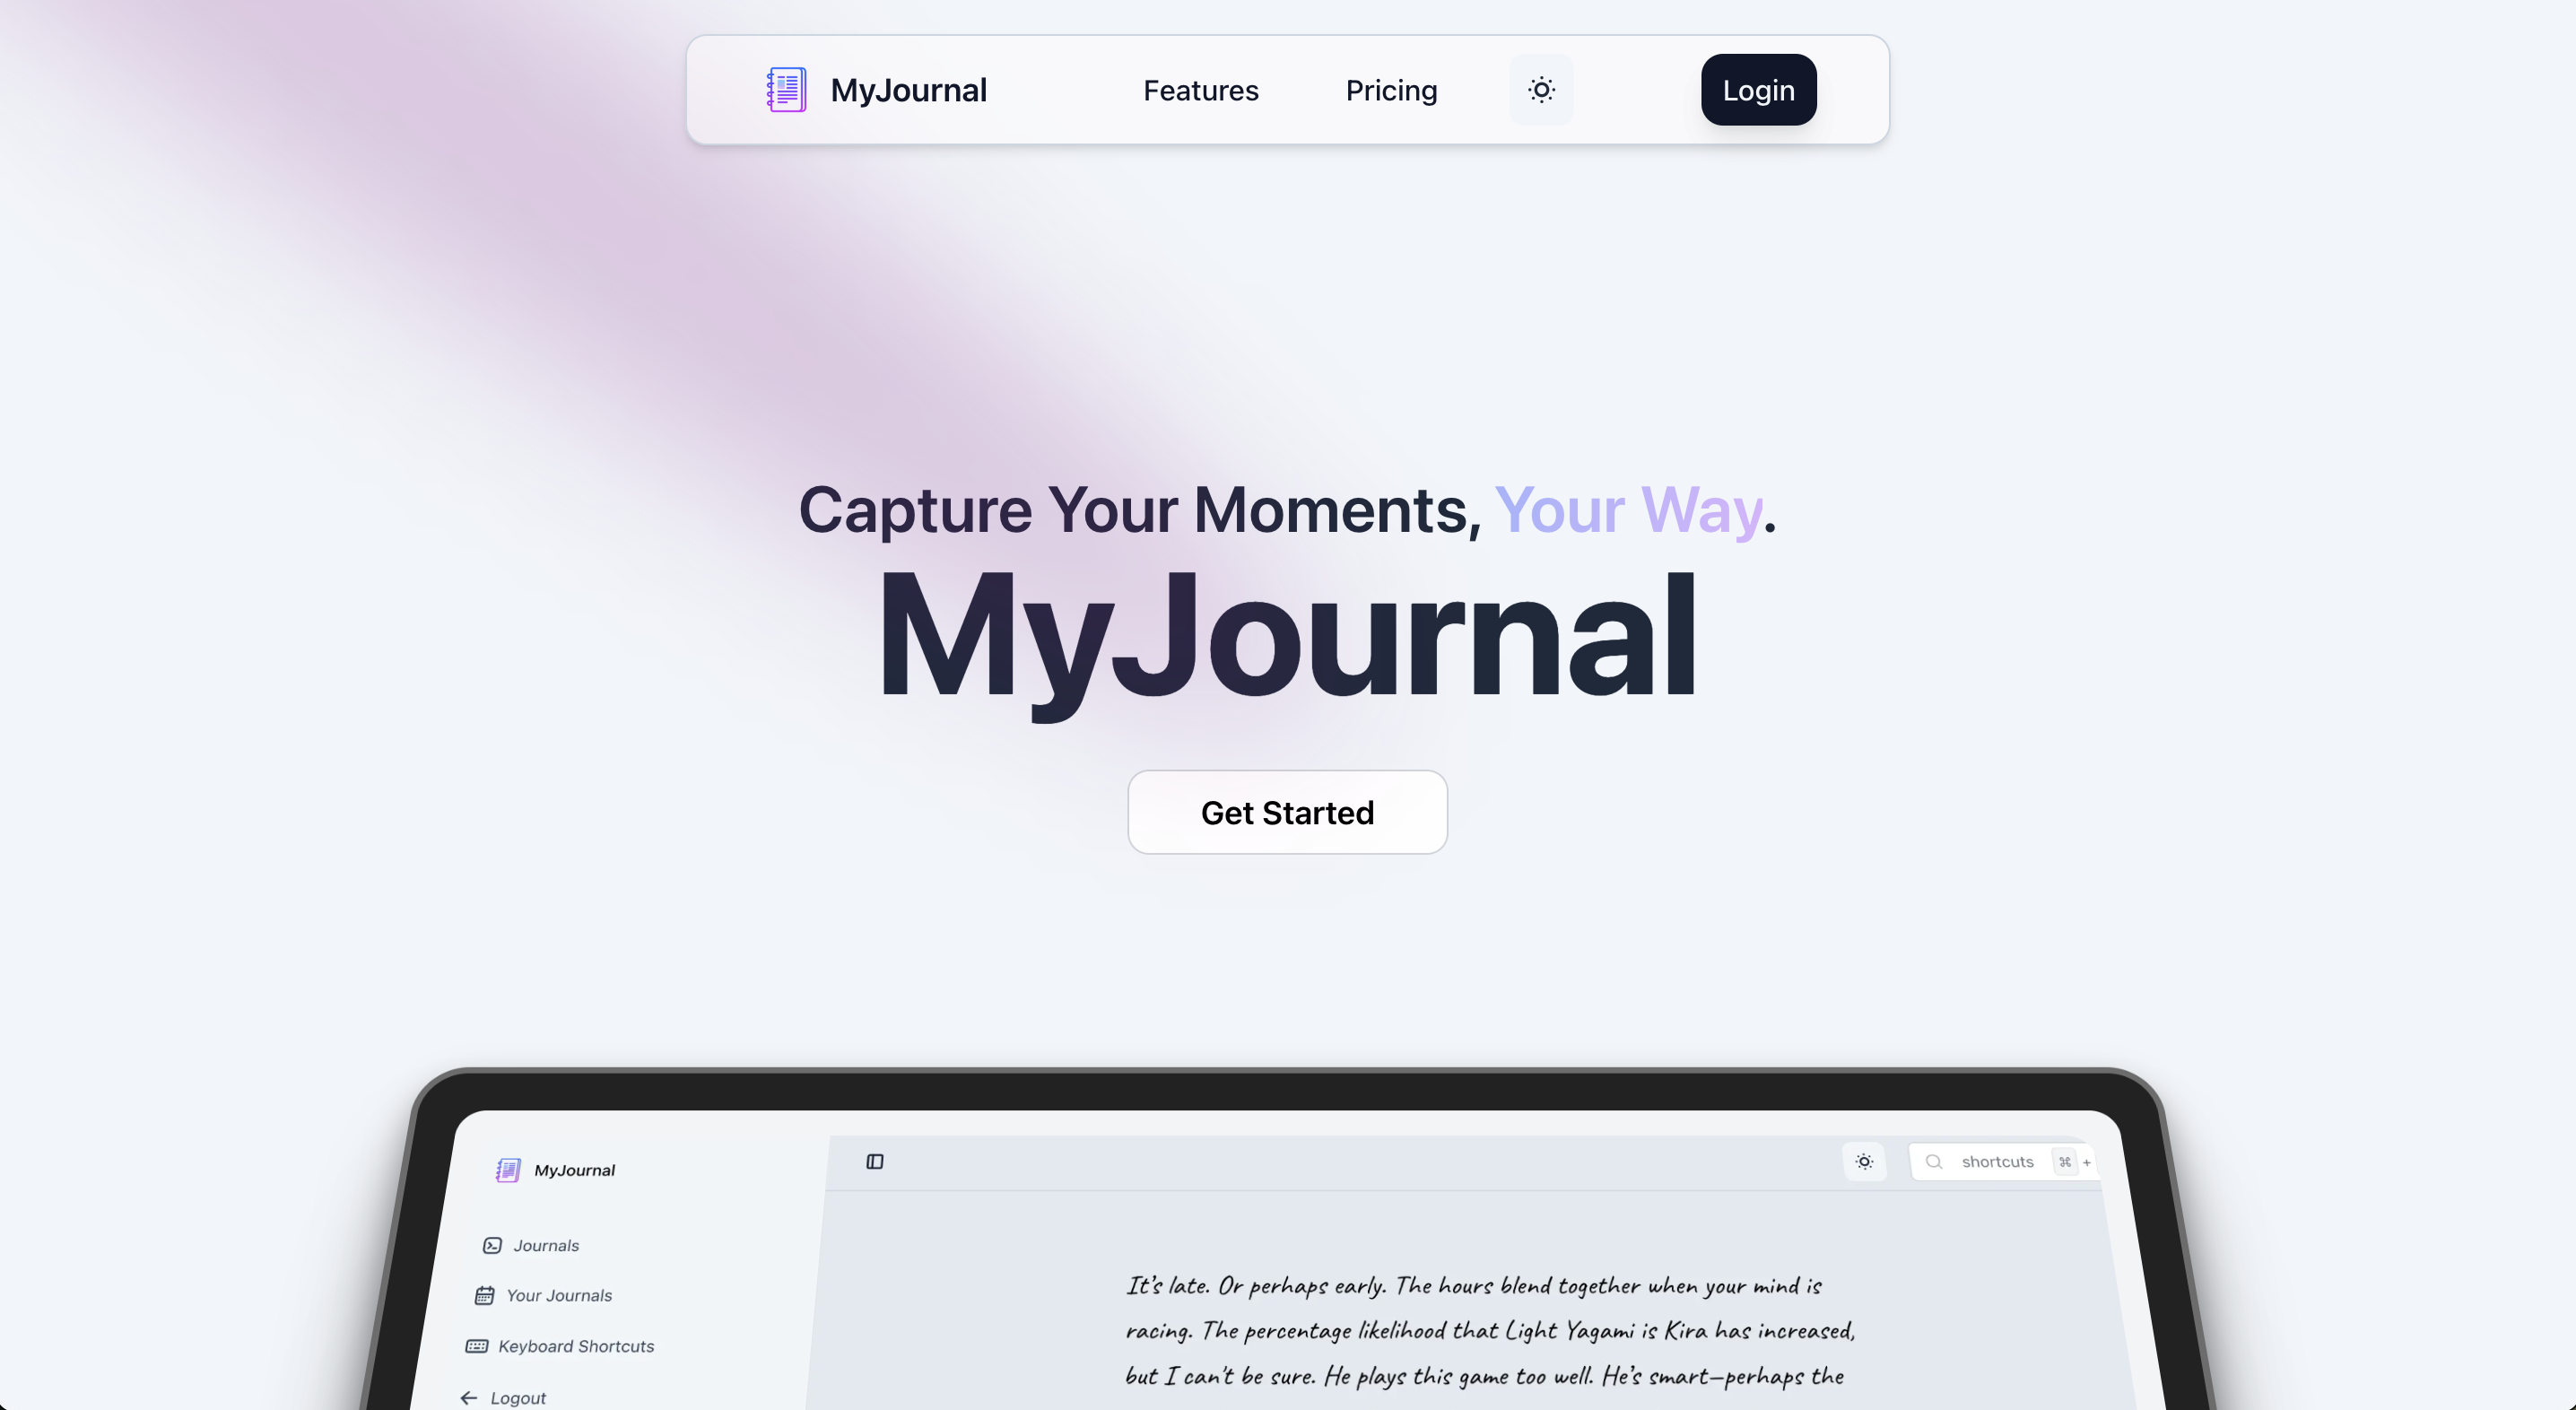 MyJournal Features Pricing Login
Capture Your Moments, Your Way.
MyJournal
Get Started
MyJournal
shortcuts ⌘ +
Journals
Your Journals
Keyboard Shortcuts
Logout
It's late. Or perhaps early. The hours blend together when your mind is
racing. The percentage likelihood that Light Yagami is Kira has increased,
but I can't be sure. He plays this game too well. He's smart—perhaps the